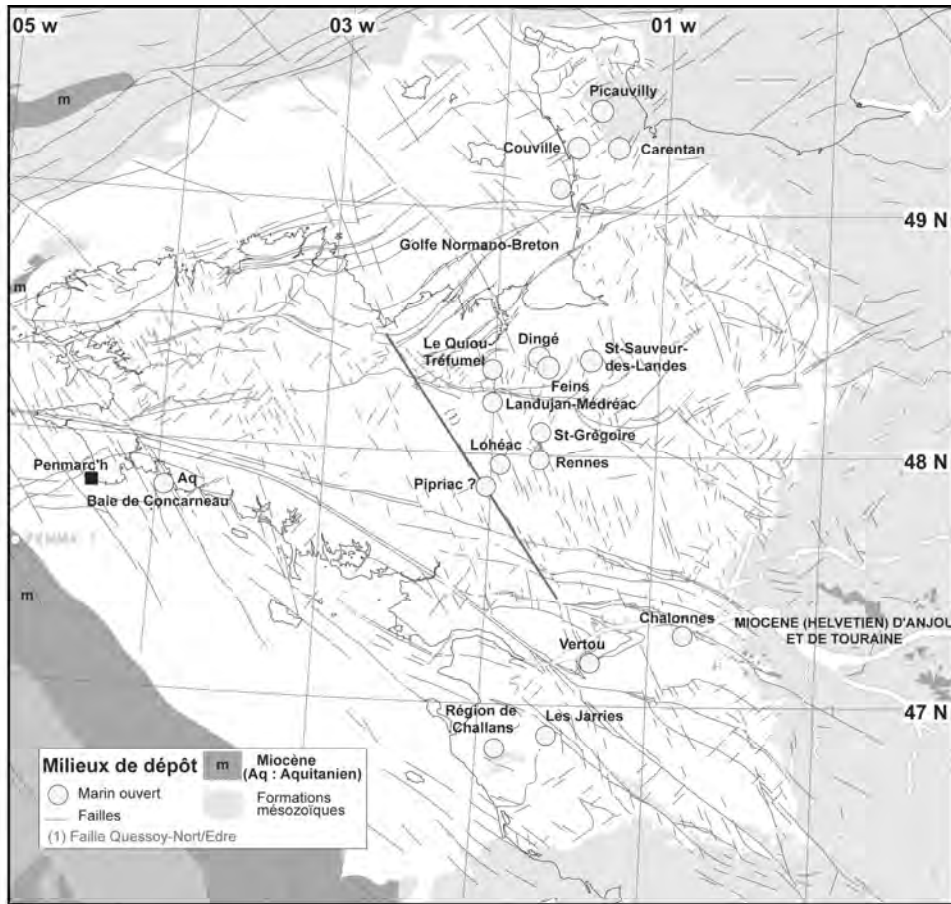 05 w
03 w
01 w
m
Picauvilly
Couville
Carentan
49 N
Golfe Normano-Breton
m
Le Quiou-
Tréfumel
Dingé
St-Sauveur-
des-Landes
Feins
Landujan-Médréac
(1)
St-Grégoire
Lohéac
Rennes
48 N
Penmarc'h
Aq
Pipriac ?
Baie de Concarneau
m
Chalonnes
MIOCENE (HELVETIEN) D'ANJOU
ET DE TOURAINE
Vertou
47 N
Région de
Challans
Les Jarries
Milieux de dépôt
Marin ouvert
Failles
(1) Faille Quessoy-Nort/Edre
m
Miocène
(Aq : Aquitanien)
Formations
mésozoïques